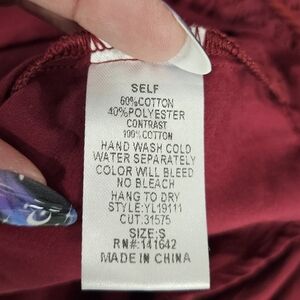 SELF
60%COTTON
40%POLYESTER
CONTRAST
100%COTTON
HAND WASH COLD
WATER SEPARATELY
COLOR WILL BLEED
NO BLEACH
HANG TO DRY
STYLE:YL19111
CUT:31575
SIZE:S
RN#:141642
MADE IN CHINA